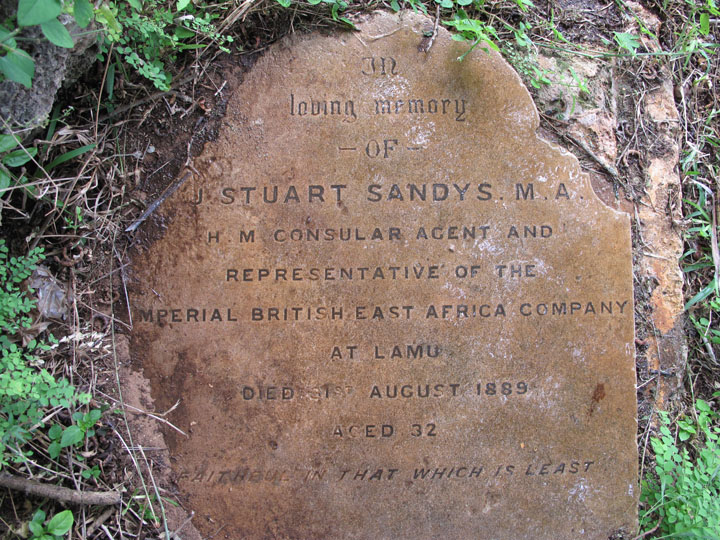 In
loving memory
— OF —
J. STUART SANDYS. M. A.
H. M. CONSULAR AGENT AND
REPRESENTATIVE OF THE
IMPERIAL BRITISH EAST AFRICA COMPANY
AT LAMU
DIED 31ST AUGUST 1889
AGED 32
FAITHFUL IN THAT WHICH IS LEAST